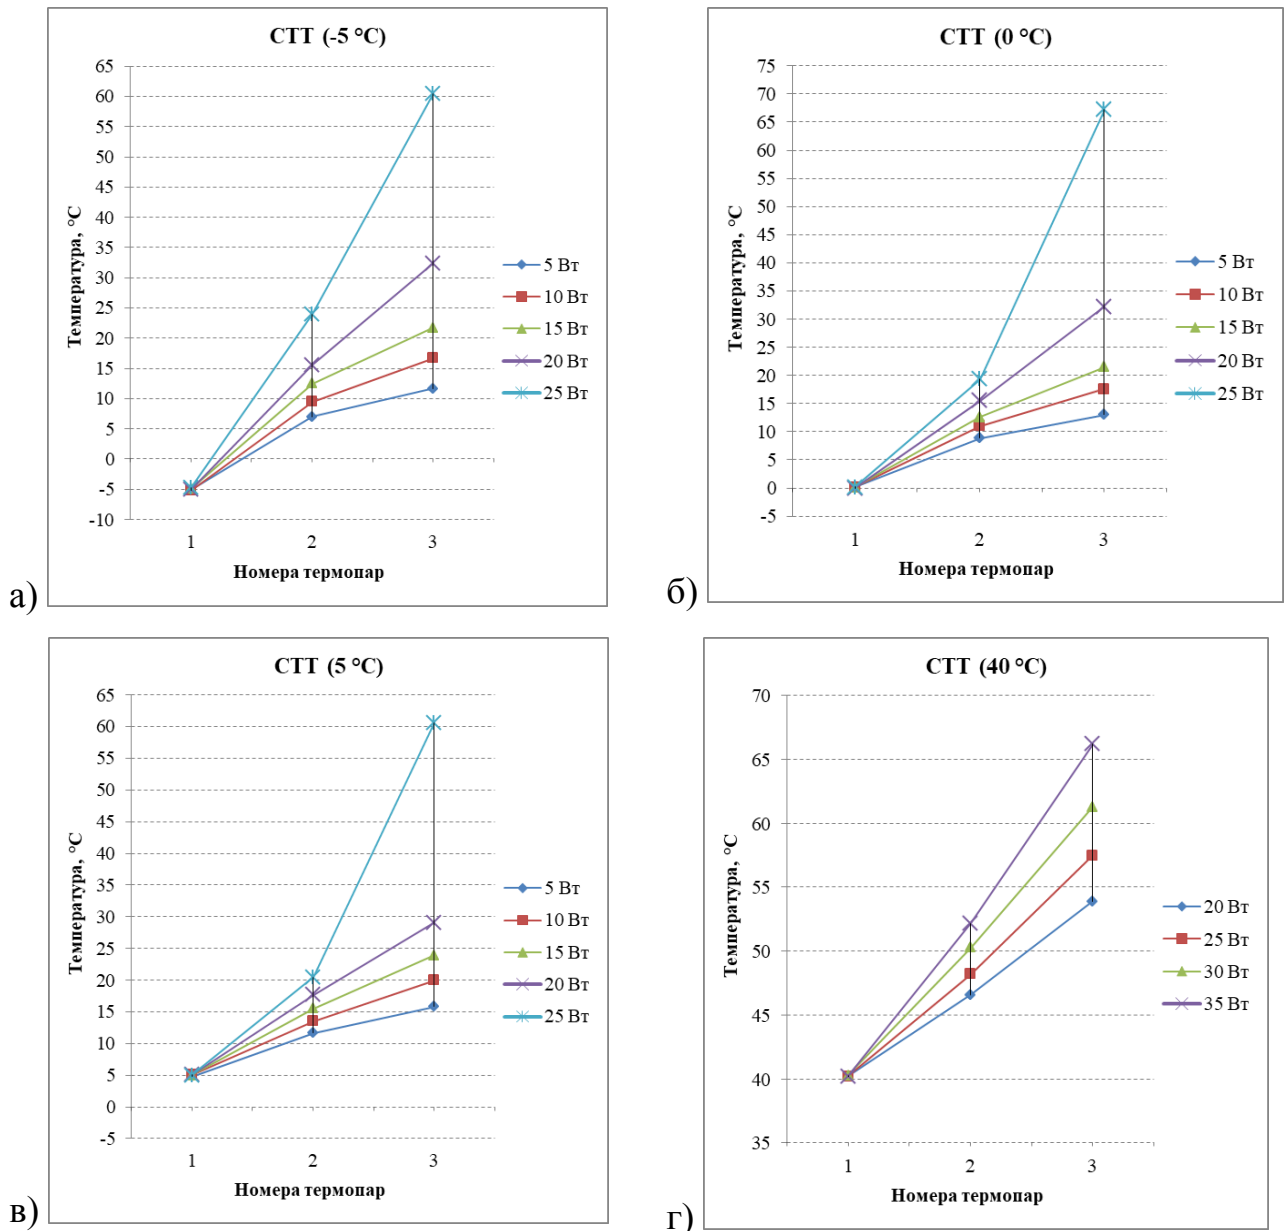 СТТ (-5 °С)
65
60
55
50
45
40
35
30
25
20
15
10
5
0
-5
-10
Температура, °С
1 2 3
Номера термопар
5 Вт
10 Вт
15 Вт
20 Вт
25 Вт
а)
СТТ (0 °С)
75
70
65
60
55
50
45
40
35
30
25
20
15
10
5
0
-5
Температура, °С
1 2 3
Номера термопар
5 Вт
10 Вт
15 Вт
20 Вт
25 Вт
б)
СТТ (5 °С)
65
60
55
50
45
40
35
30
25
20
15
10
5
0
-5
Температура, °С
1 2 3
Номера термопар
5 Вт
10 Вт
15 Вт
20 Вт
25 Вт
в)
СТТ (40 °С)
70
65
60
55
50
45
40
35
Температура, °С
1 2 3
Номера термопар
20 Вт
25 Вт
30 Вт
35 Вт
г)